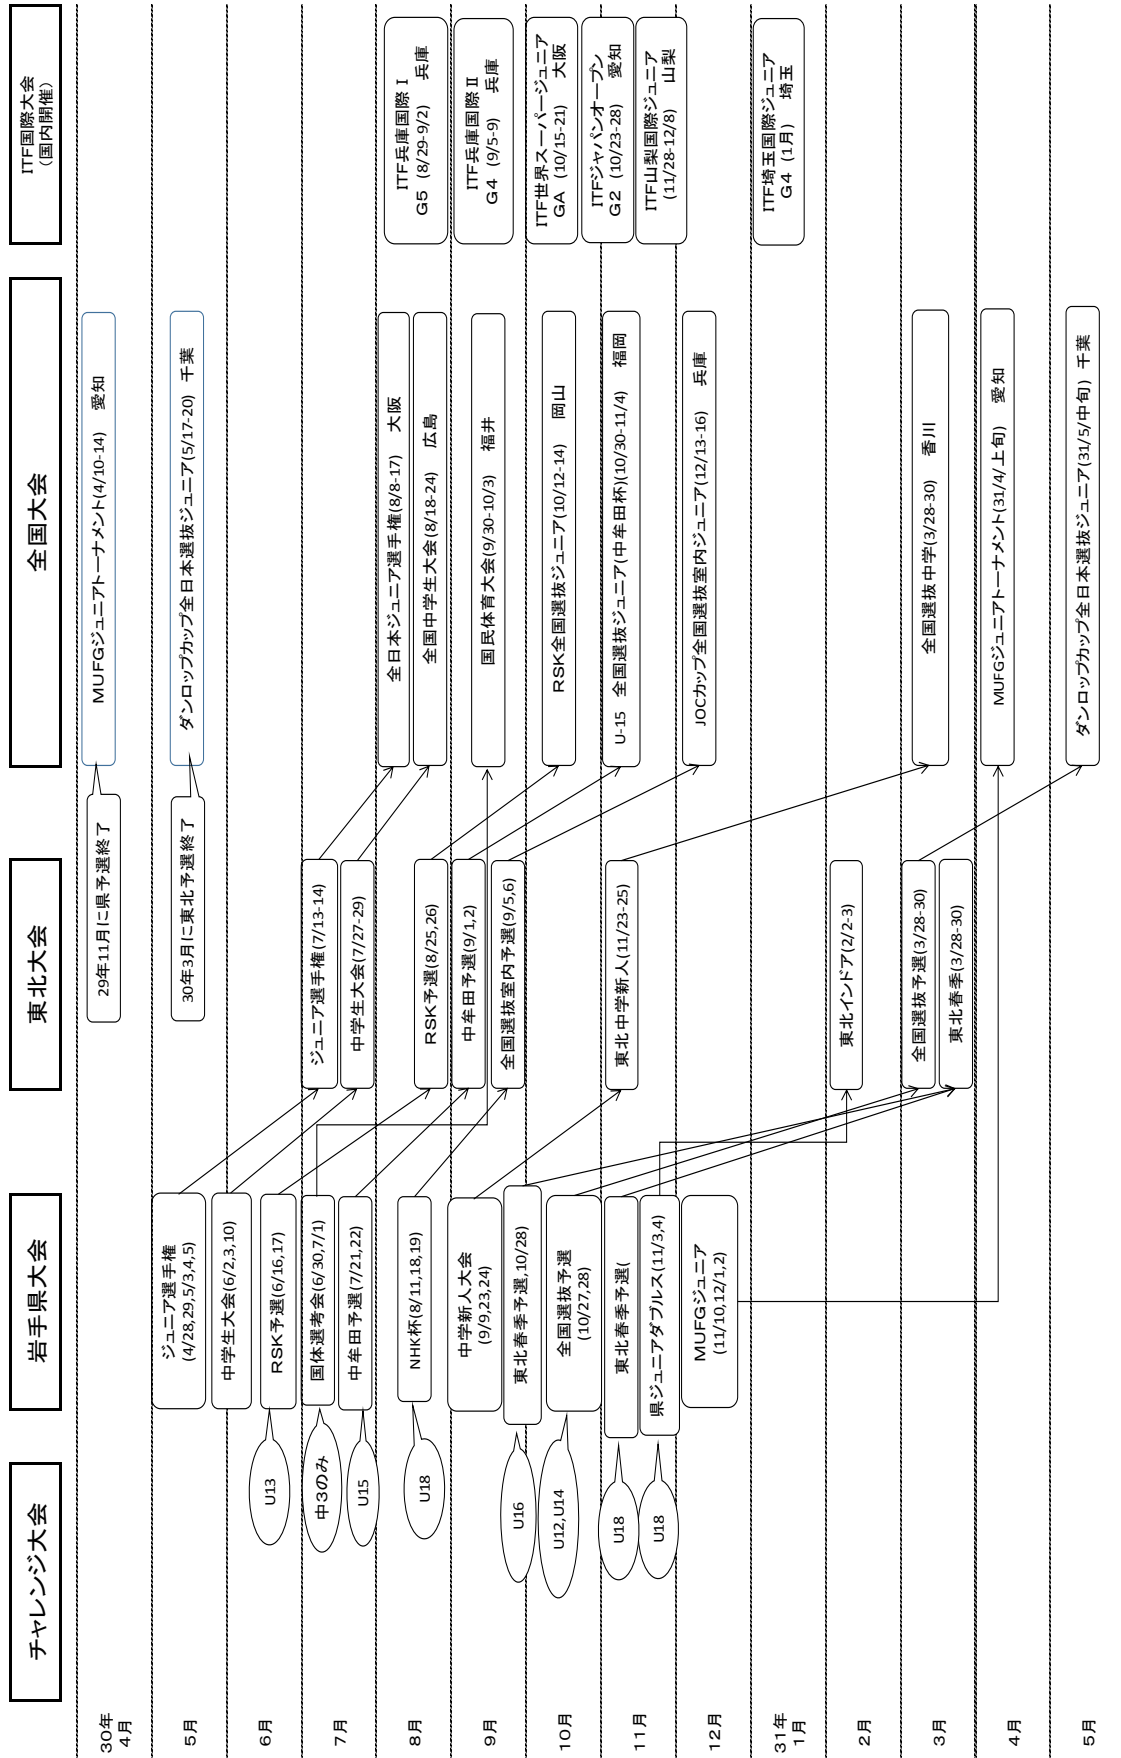 チャレンジ大会
岩手県大会
東北大会
全国大会
ITF国際大会
（国内開催）
30年
4月
29年11月に県予選終了
MUFGジュニアトーナメント(4/10-14)　愛知
5月
ジュニア選手権
(4/28,29,5/3,4,5)
30年3月に東北予選終了
ダンロップカップ全日本選抜ジュニア(5/17-20)　千葉
6月
中学生大会(6/2,3,10)
U13
RSK予選(6/16,17)
7月
中3のみ
国体選考会(6/30,7/1)
U15
中牟田予選(7/21,22)
ジュニア選手権(7/13-14)
中学生大会(7/27-29)
8月
U18
NHK杯(8/11,18,19)
RSK予選(8/25,26)
全日本ジュニア選手権(8/8-17)　大阪
全国中学生大会(8/18-24)　広島
ITF兵庫国際Ⅰ
G5 (8/29-9/2)　兵庫
9月
中学新人大会
(9/9,23,24)
中牟田予選(9/1,2)
全国選抜室内予選(9/5,6)
国民体育大会(9/30-10/3)　福井
ITF兵庫国際Ⅱ
G4 (9/5-9)　兵庫
10月
U16
東北春季予選,10/28)
U12,U14
全国選抜予選
(10/27,28)
RSK全国選抜ジュニア(10/12-14)　岡山
ITF世界スーパージュニア
GA (10/15-21)　大阪
ITFジャパンオープン
G2 (10/23-28)　愛知
11月
U18
東北春季予選(
U18
県ジュニアダブルス(11/3,4)
東北中学新人(11/23-25)
U-15　全国選抜ジュニア(中牟田杯)(10/30-11/4)　福岡
ITF山梨国際ジュニア
(11/28-12/8)　山梨
12月
MUFGジュニア
(11/10,12/1,2)
JOCカップ全国選抜室内ジュニア(12/13-16)　兵庫
31年
1月
ITF埼玉国際ジュニア
G4 (1月)　埼玉
2月
東北インドア(2/2-3)
3月
全国選抜予選(3/28-30)
東北春季(3/28-30)
全国選抜中学(3/28-30)　香川
4月
MUFGジュニアトーナメント(31/4/上旬)　愛知
5月
ダンロップカップ全日本選抜ジュニア(31/5/中旬)　千葉